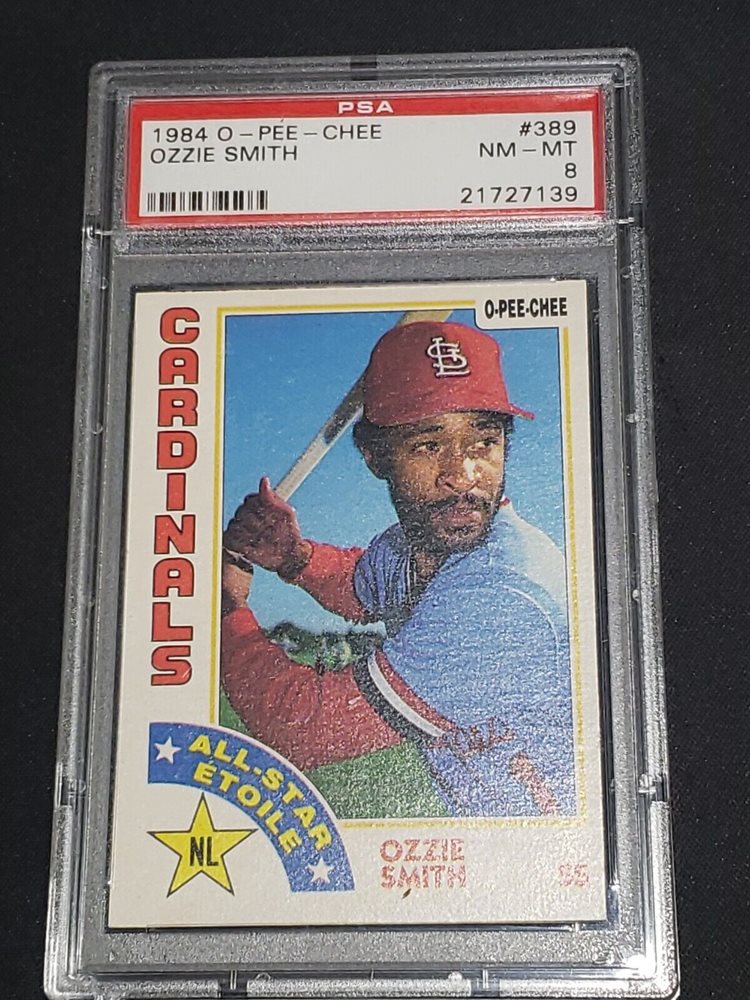 PSA
1984 O-PEE-CHEE #389
OZZIE SMITH NM-MT
8
21727139
O-PEE-CHEE
CARDINALS
STL
ALL-STAR
ÉTOILE
NL
OZZIE
SMITH SS